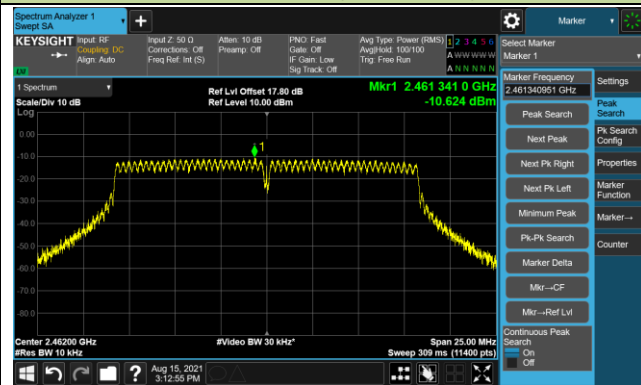 Spectrum Analyzer 1
Swept SA
+
Marker
KEYSIGHT
Input: RF
Coupling: DC
Align: Auto
Input Z: 50 Ω
Corrections: Off
Freq Ref: Int (S)
Atten: 10 dB
Preamp: Off
PNO: Fast
Gate: Off
IF Gain: Low
Sig Track: Off
Avg Type: Power (RMS)
Avg|Hold: 100/100
Trig: Free Run
1 2 3 4 5 6
A W W W W W
A N N N N N
LXI
Select Marker
Marker 1
1 Spectrum
Scale/Div 10 dB
Log
Ref Lvl Offset 17.80 dB
Ref Level 10.00 dBm
Mkr1 2.461 341 0 GHz
-10.624 dBm
Marker Frequency
2.461340951 GHz
Settings
Peak Search
Next Peak
Next Pk Right
Next Pk Left
Minimum Peak
Pk-Pk Search
Marker Delta
Mkr→CF
Mkr→Ref Lvl
Continuous Peak
Search
On
Off
Peak
Search
Pk Search
Config
Properties
Marker
Function
Marker→
Counter
0.00
-10.0
-20.0
-30.0
-40.0
-50.0
-60.0
-70.0
-80.0
1
Center 2.46200 GHz
#Res BW 10 kHz
#Video BW 30 kHz*
Span 25.00 MHz
Sweep 309 ms (11400 pts)
?
Aug 15, 2021
3:12:55 PM